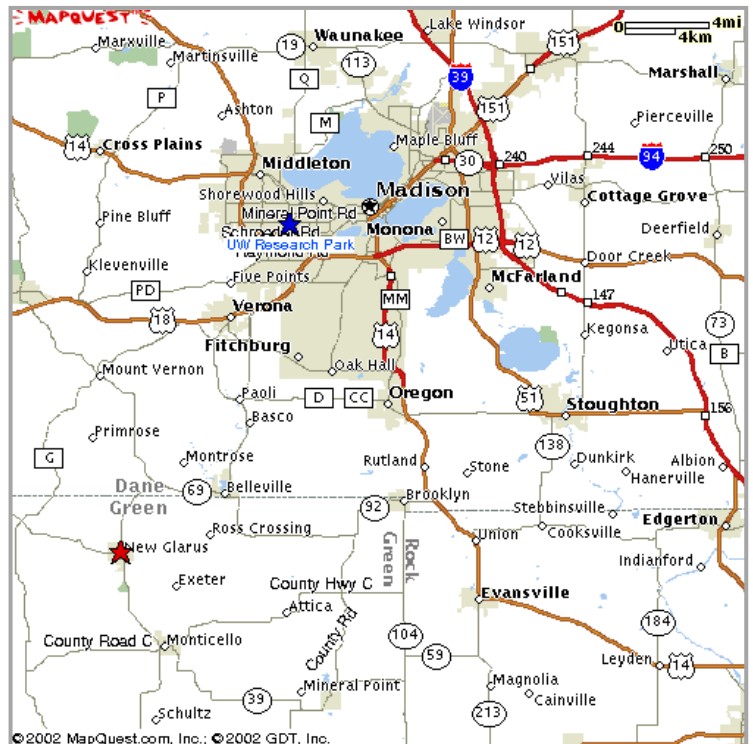 MAPQUEST
Lake Windsor
0 4mi
4km
Marxville
19
Waunakee
151
Martinsville
113
39
Marshall
Q
P
151
Ashton
M
Pierceville
Maple Bluff
14
Cross Plains
244
250
Middleton
30
240
94
Vilas
Shorewood Hills
Madison
Cottage Grove
Mineral Point Rd
Pine Bluff
Monona
Deerfield
UW Research Park
BW
12
12
Klevenville
Door Creek
Five Points
McFarland
PD
MM
147
Verona
18
14
73
Kegonsa
Fitchburg
Utica
B
Oak Hall
Mount Vernon
Paoli
D
CC
Oregon
51
Stoughton
156
Basco
Primrose
138
G
Montrose
Rutland
Stone
Dunkirk
Albion
Hanerville
Dane
69
Belleville
Green
92
Brooklyn
Stebbinsville
Edgerton
Ross Crossing
Union
Cooksville
New Glarus
Rock
Green
Indianford
Exeter
County Hwy C
Evansville
Attica
County Rd
184
County Road C
Monticello
104
59
Leyden
14
Mineral Point
Magnolia
39
Cainville
Schultz
213
©2002 MapQuest.com, Inc.; ©2002 GDT, Inc.